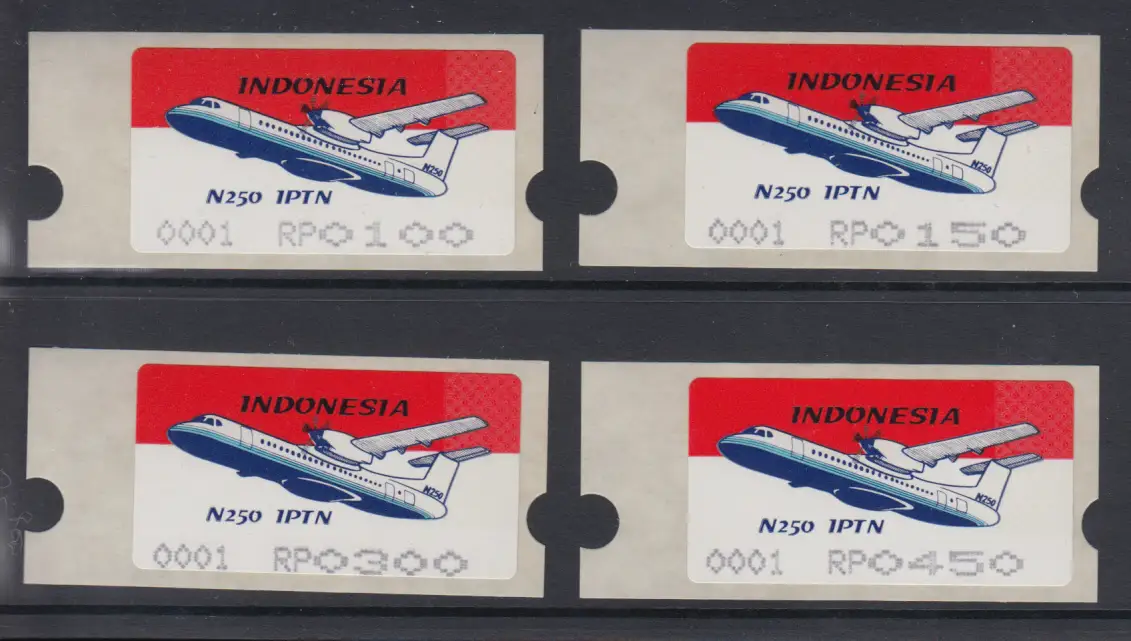 INDONESIA
N250
N250 IPTN
0001 RP0100
INDONESIA
N250
N250 IPTN
0001 RP0150
INDONESIA
N250
N250 IPTN
0001 RP0300
INDONESIA
N250
N250 IPTN
0001 RP0450